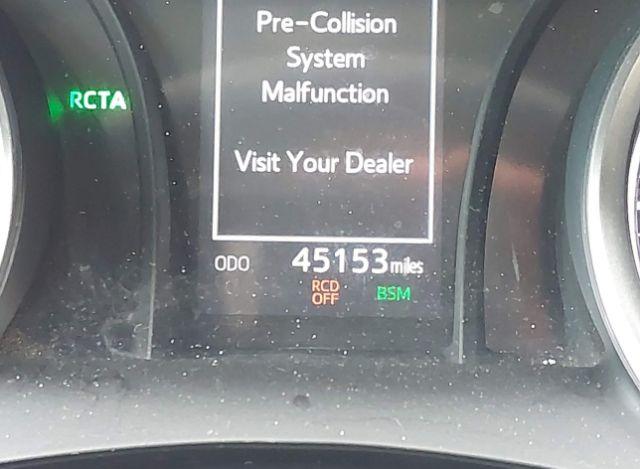 Pre-Collision
System
Malfunction
RCTA
Visit Your Dealer
ODO 45153 miles
RCD
OFF
BSM